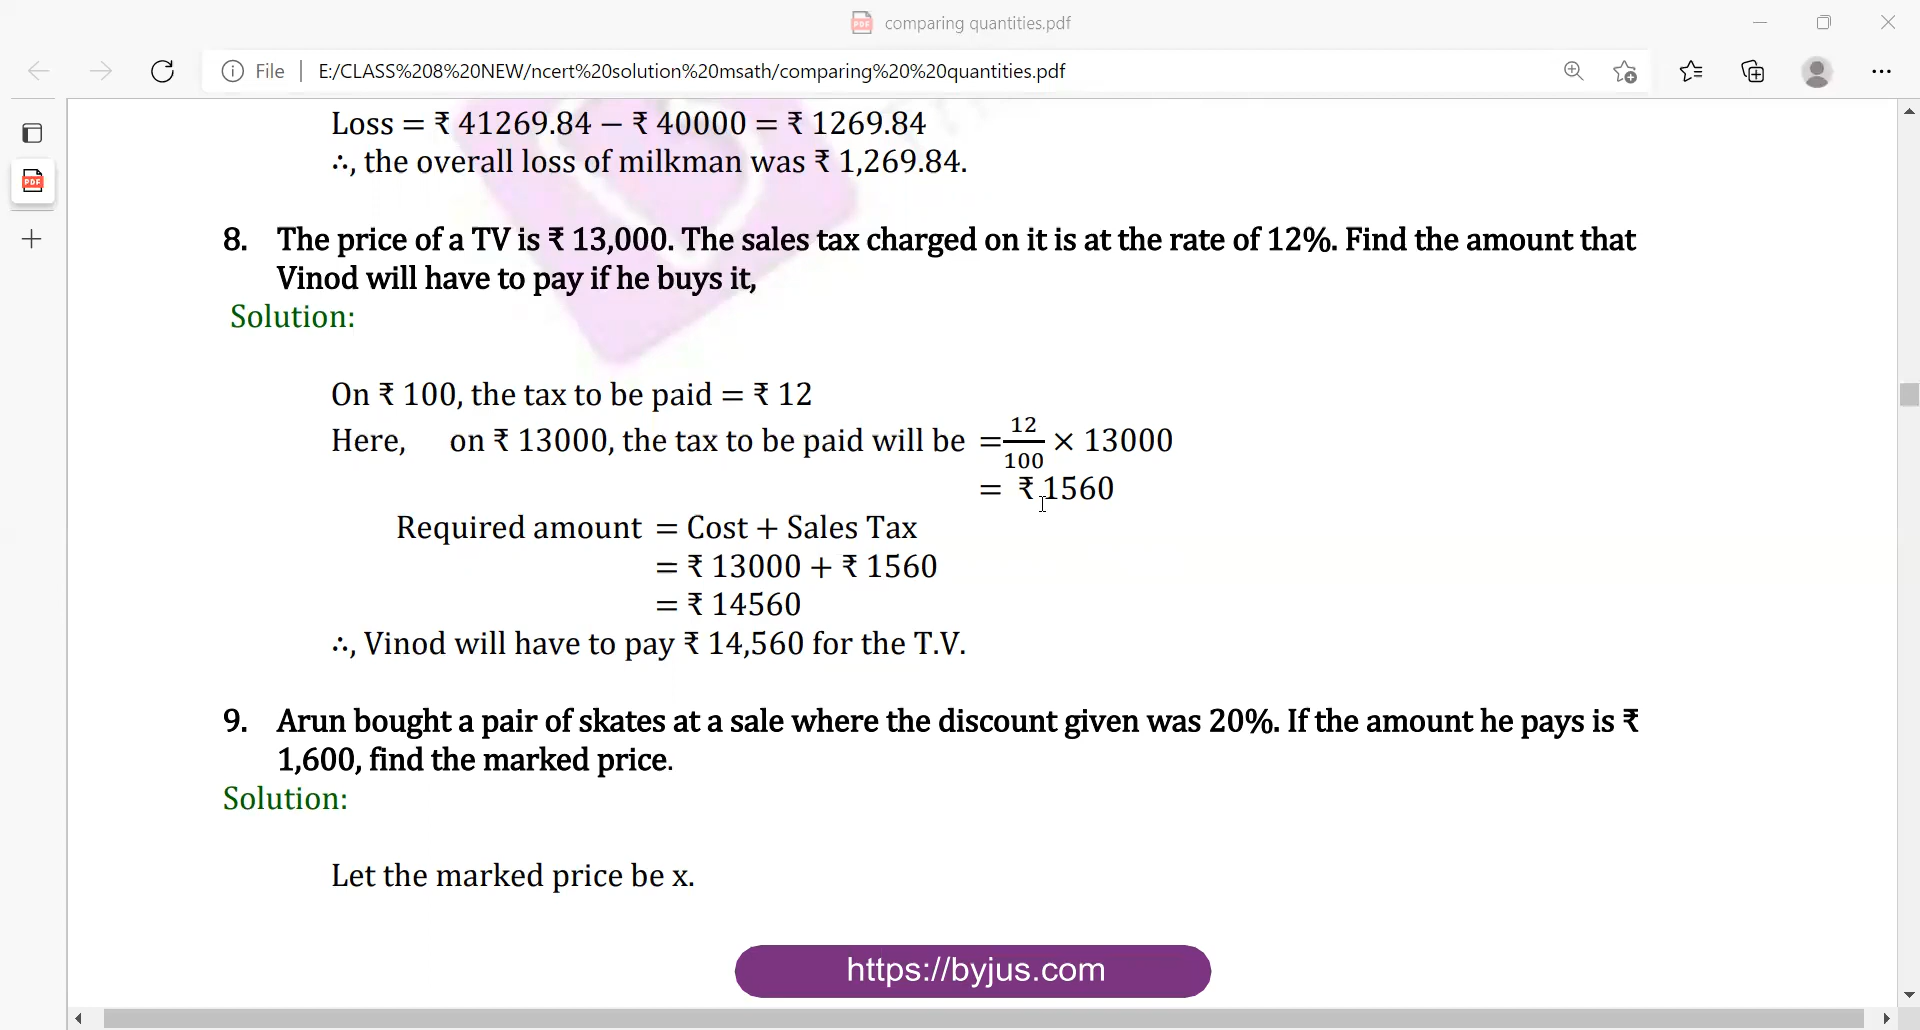 comparing quantities.pdf
File | E:/CLASS%208%20NEW/ncert%20solution%20msath/comparing%20%20quantities.pdf
Loss = ₹ 41269.84 − ₹ 40000 = ₹ 1269.84
∴, the overall loss of milkman was ₹ 1,269.84.
8. The price of a TV is ₹ 13,000. The sales tax charged on it is at the rate of 12%. Find the amount that
Vinod will have to pay if he buys it,
Solution:
On ₹ 100, the tax to be paid = ₹ 12
Here, on ₹ 13000, the tax to be paid will be = 12/100 × 13000
= ₹ 1560
Required amount = Cost + Sales Tax
= ₹ 13000 + ₹ 1560
= ₹ 14560
∴, Vinod will have to pay ₹ 14,560 for the T.V.
9. Arun bought a pair of skates at a sale where the discount given was 20%. If the amount he pays is ₹
1,600, find the marked price.
Solution:
Let the marked price be x.
https://byjus.com